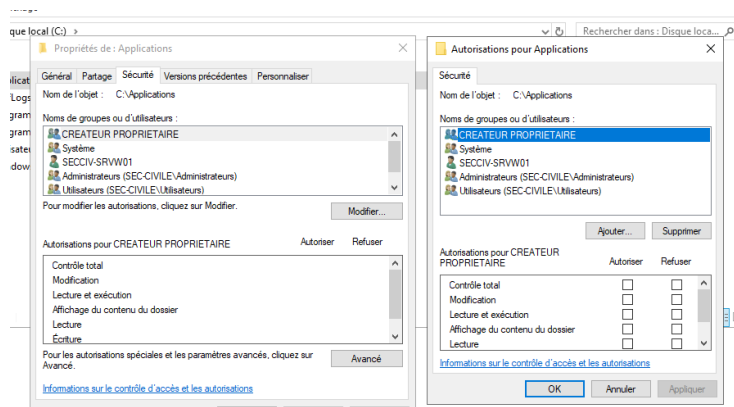 que local (C:) >
Rechercher dans : Disque loca...
Propriétés de : Applications
Général Partage Sécurité Versions précédentes Personnaliser
Nom de l'objet : C:\Applications
Noms de groupes ou d'utilisateurs :
CREATEUR PROPRIETAIRE
Système
SECCIV-SRVW01
Administrateurs (SEC-CIVILE\Administrateurs)
Utilisateurs (SEC-CIVILE\Utilisateurs)
Pour modifier les autorisations, cliquez sur Modifier.
Modifier...
Autorisations pour CREATEUR PROPRIETAIRE Autoriser Refuser
Contrôle total
Modification
Lecture et exécution
Affichage du contenu du dossier
Lecture
Écriture
Pour les autorisations spéciales et les paramètres avancés, cliquez sur
Avancé.
Avancé
Informations sur le contrôle d'accès et les autorisations
Autorisations pour Applications
Sécurité
Nom de l'objet : C:\Applications
Noms de groupes ou d'utilisateurs :
CREATEUR PROPRIETAIRE
Système
SECCIV-SRVW01
Administrateurs (SEC-CIVILE\Administrateurs)
Utilisateurs (SEC-CIVILE\Utilisateurs)
Ajouter... Supprimer
Autorisations pour CREATEUR
PROPRIETAIRE Autoriser Refuser
Contrôle total
Modification
Lecture et exécution
Affichage du contenu du dossier
Lecture
Informations sur le contrôle d'accès et les autorisations
OK Annuler Appliquer